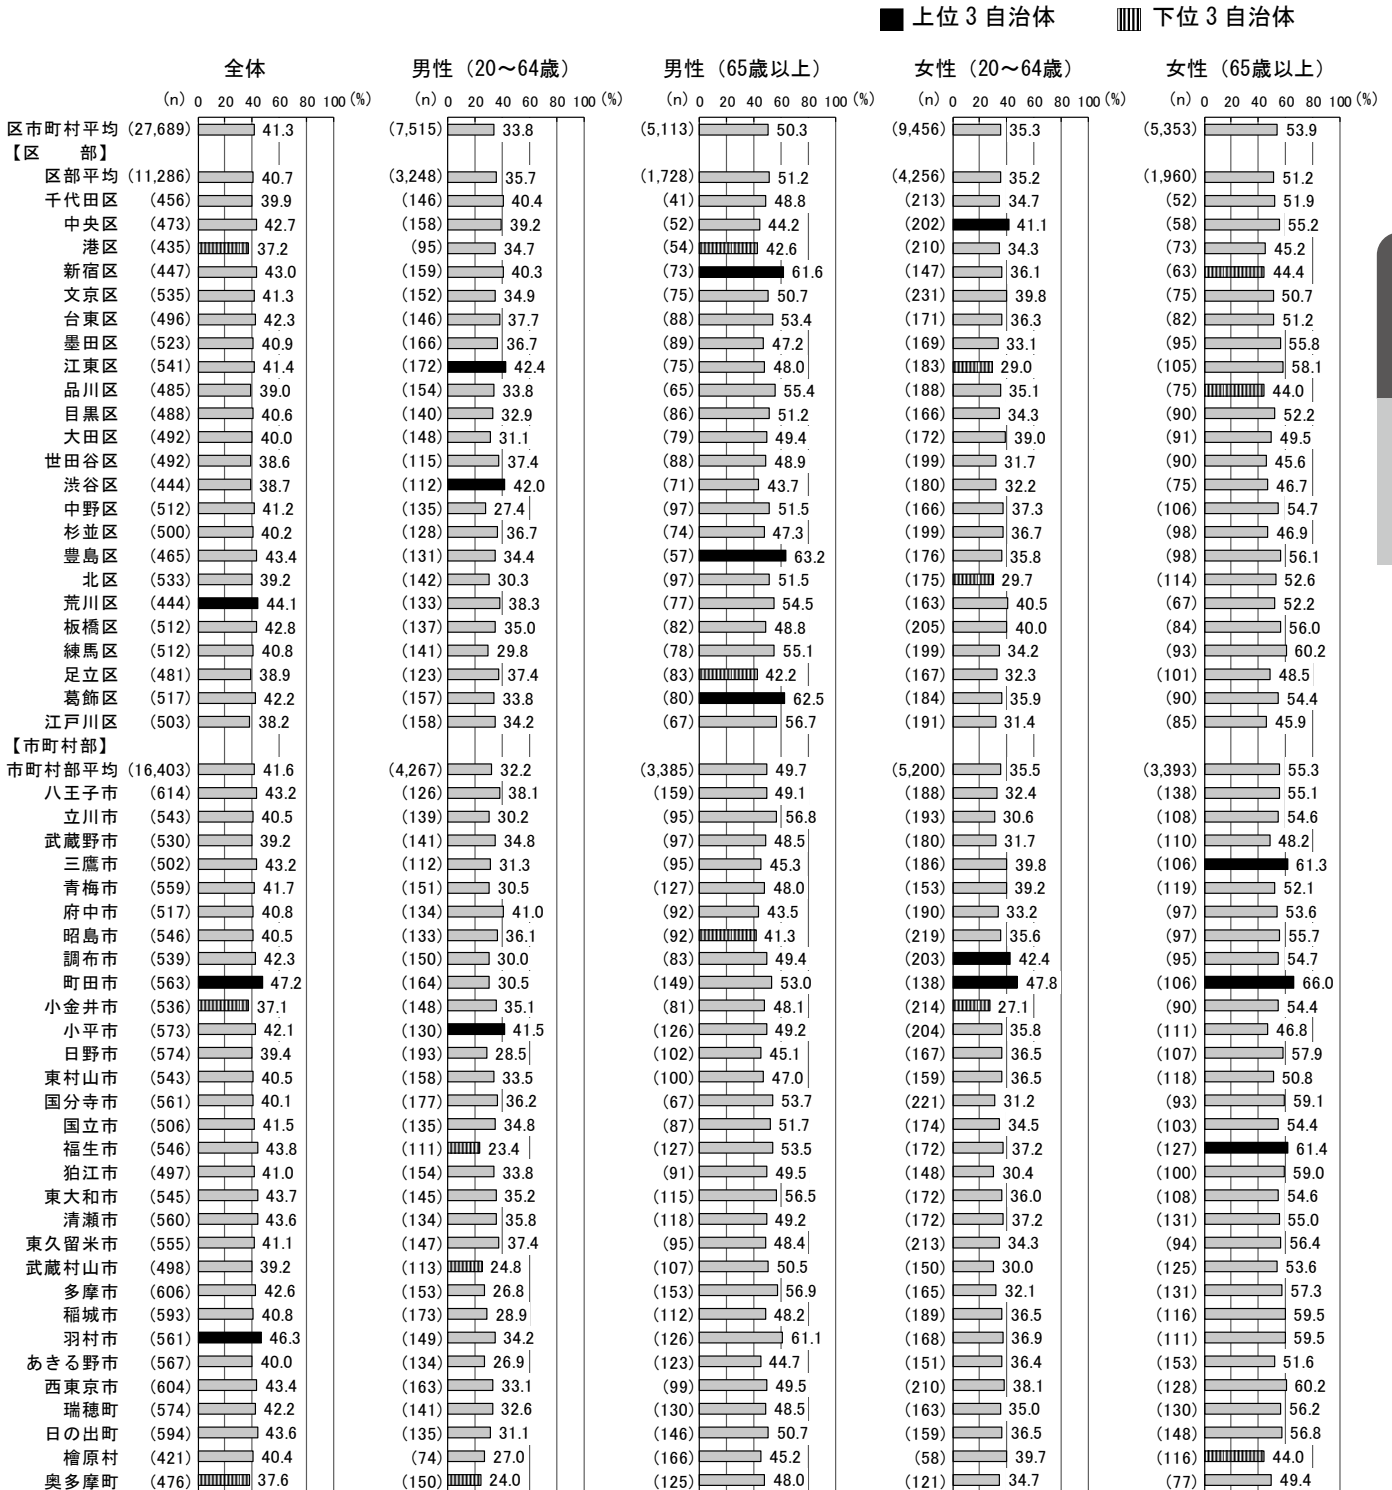 上位3自治体 下位3自治体
全体 男性（20～64歳） 男性（65歳以上） 女性（20～64歳） 女性（65歳以上）
(n) 0 20 40 60 80 100 (%) (n) 0 20 40 60 80 100 (%) (n) 0 20 40 60 80 100 (%) (n) 0 20 40 60 80 100 (%) (n) 0 20 40 60 80 100 (%)
区市町村平均 (27,689) 41.3 (7,515) 33.8 (5,113) 50.3 (9,456) 35.3 (5,353) 53.9
【区 部】
区部平均 (11,286) 40.7 (3,248) 35.7 (1,728) 51.2 (4,256) 35.2 (1,960) 51.2
千代田区 (456) 39.9 (146) 40.4 (41) 48.8 (213) 34.7 (52) 51.9
中央区 (473) 42.7 (158) 39.2 (52) 44.2 (202) 41.1 (58) 55.2
港区 (435) 37.2 (95) 34.7 (54) 42.6 (210) 34.3 (73) 45.2
新宿区 (447) 43.0 (159) 40.3 (73) 61.6 (147) 36.1 (63) 44.4
文京区 (535) 41.3 (152) 34.9 (75) 50.7 (231) 39.8 (75) 50.7
台東区 (496) 42.3 (146) 37.7 (88) 53.4 (171) 36.3 (82) 51.2
墨田区 (523) 40.9 (166) 36.7 (89) 47.2 (169) 33.1 (95) 55.8
江東区 (541) 41.4 (172) 42.4 (75) 48.0 (183) 29.0 (105) 58.1
品川区 (485) 39.0 (154) 33.8 (65) 55.4 (188) 35.1 (75) 44.0
目黒区 (488) 40.6 (140) 32.9 (86) 51.2 (166) 34.3 (90) 52.2
大田区 (492) 40.0 (148) 31.1 (79) 49.4 (172) 39.0 (91) 49.5
世田谷区 (492) 38.6 (115) 37.4 (88) 48.9 (199) 31.7 (90) 45.6
渋谷区 (444) 38.7 (112) 42.0 (71) 43.7 (180) 32.2 (75) 46.7
中野区 (512) 41.2 (135) 27.4 (97) 51.5 (166) 37.3 (106) 54.7
杉並区 (500) 40.2 (128) 36.7 (74) 47.3 (199) 36.7 (98) 46.9
豊島区 (465) 43.4 (131) 34.4 (57) 63.2 (176) 35.8 (98) 56.1
北区 (533) 39.2 (142) 30.3 (97) 51.5 (175) 29.7 (114) 52.6
荒川区 (444) 44.1 (133) 38.3 (77) 54.5 (163) 40.5 (67) 52.2
板橋区 (512) 42.8 (137) 35.0 (82) 48.8 (205) 40.0 (84) 56.0
練馬区 (512) 40.8 (141) 29.8 (78) 55.1 (199) 34.2 (93) 60.2
足立区 (481) 38.9 (123) 37.4 (83) 42.2 (167) 32.3 (101) 48.5
葛飾区 (517) 42.2 (157) 33.8 (80) 62.5 (184) 35.9 (90) 54.4
江戸川区 (503) 38.2 (158) 34.2 (67) 56.7 (191) 31.4 (85) 45.9
【市町村部】
市町村部平均 (16,403) 41.6 (4,267) 32.2 (3,385) 49.7 (5,200) 35.5 (3,393) 55.3
八王子市 (614) 43.2 (126) 38.1 (159) 49.1 (188) 32.4 (138) 55.1
立川市 (543) 40.5 (139) 30.2 (95) 56.8 (193) 30.6 (108) 54.6
武蔵野市 (530) 39.2 (141) 34.8 (97) 48.5 (180) 31.7 (110) 48.2
三鷹市 (502) 43.2 (112) 31.3 (95) 45.3 (186) 39.8 (106) 61.3
青梅市 (559) 41.7 (151) 30.5 (127) 48.0 (153) 39.2 (119) 52.1
府中市 (517) 40.8 (134) 41.0 (92) 43.5 (190) 33.2 (97) 53.6
昭島市 (546) 40.5 (133) 36.1 (92) 41.3 (219) 35.6 (97) 55.7
調布市 (539) 42.3 (150) 30.0 (83) 49.4 (203) 42.4 (95) 54.7
町田市 (563) 47.2 (164) 30.5 (149) 53.0 (138) 47.8 (106) 66.0
小金井市 (536) 37.1 (148) 35.1 (81) 48.1 (214) 27.1 (90) 54.4
小平市 (573) 42.1 (130) 41.5 (126) 49.2 (204) 35.8 (111) 46.8
日野市 (574) 39.4 (193) 28.5 (102) 45.1 (167) 36.5 (107) 57.9
東村山市 (543) 40.5 (158) 33.5 (100) 47.0 (159) 36.5 (118) 50.8
国分寺市 (561) 40.1 (177) 36.2 (67) 53.7 (221) 31.2 (93) 59.1
国立市 (506) 41.5 (135) 34.8 (87) 51.7 (174) 34.5 (103) 54.4
福生市 (546) 43.8 (111) 23.4 (127) 53.5 (172) 37.2 (127) 61.4
狛江市 (497) 41.0 (154) 33.8 (91) 49.5 (148) 30.4 (100) 59.0
東大和市 (545) 43.7 (145) 35.2 (115) 56.5 (172) 36.0 (108) 54.6
清瀬市 (560) 43.6 (134) 35.8 (118) 49.2 (172) 37.2 (131) 55.0
東久留米市 (555) 41.1 (147) 37.4 (95) 48.4 (213) 34.3 (94) 56.4
武蔵村山市 (498) 39.2 (113) 24.8 (107) 50.5 (150) 30.0 (125) 53.6
多摩市 (606) 42.6 (153) 26.8 (153) 56.9 (165) 32.1 (131) 57.3
稲城市 (593) 40.8 (173) 28.9 (112) 48.2 (189) 36.5 (116) 59.5
羽村市 (561) 46.3 (149) 34.2 (126) 61.1 (168) 36.9 (111) 59.5
あきる野市 (567) 40.0 (134) 26.9 (123) 44.7 (151) 36.4 (153) 51.6
西東京市 (604) 43.4 (163) 33.1 (99) 49.5 (210) 38.1 (128) 60.2
瑞穂町 (574) 42.2 (141) 32.6 (130) 48.5 (163) 35.0 (130) 56.2
日の出町 (594) 43.6 (135) 31.1 (146) 50.7 (159) 36.5 (148) 56.8
檜原村 (421) 40.4 (74) 27.0 (166) 45.2 (58) 39.7 (116) 44.0
奥多摩町 (476) 37.6 (150) 24.0 (125) 48.0 (121) 34.7 (77) 49.4